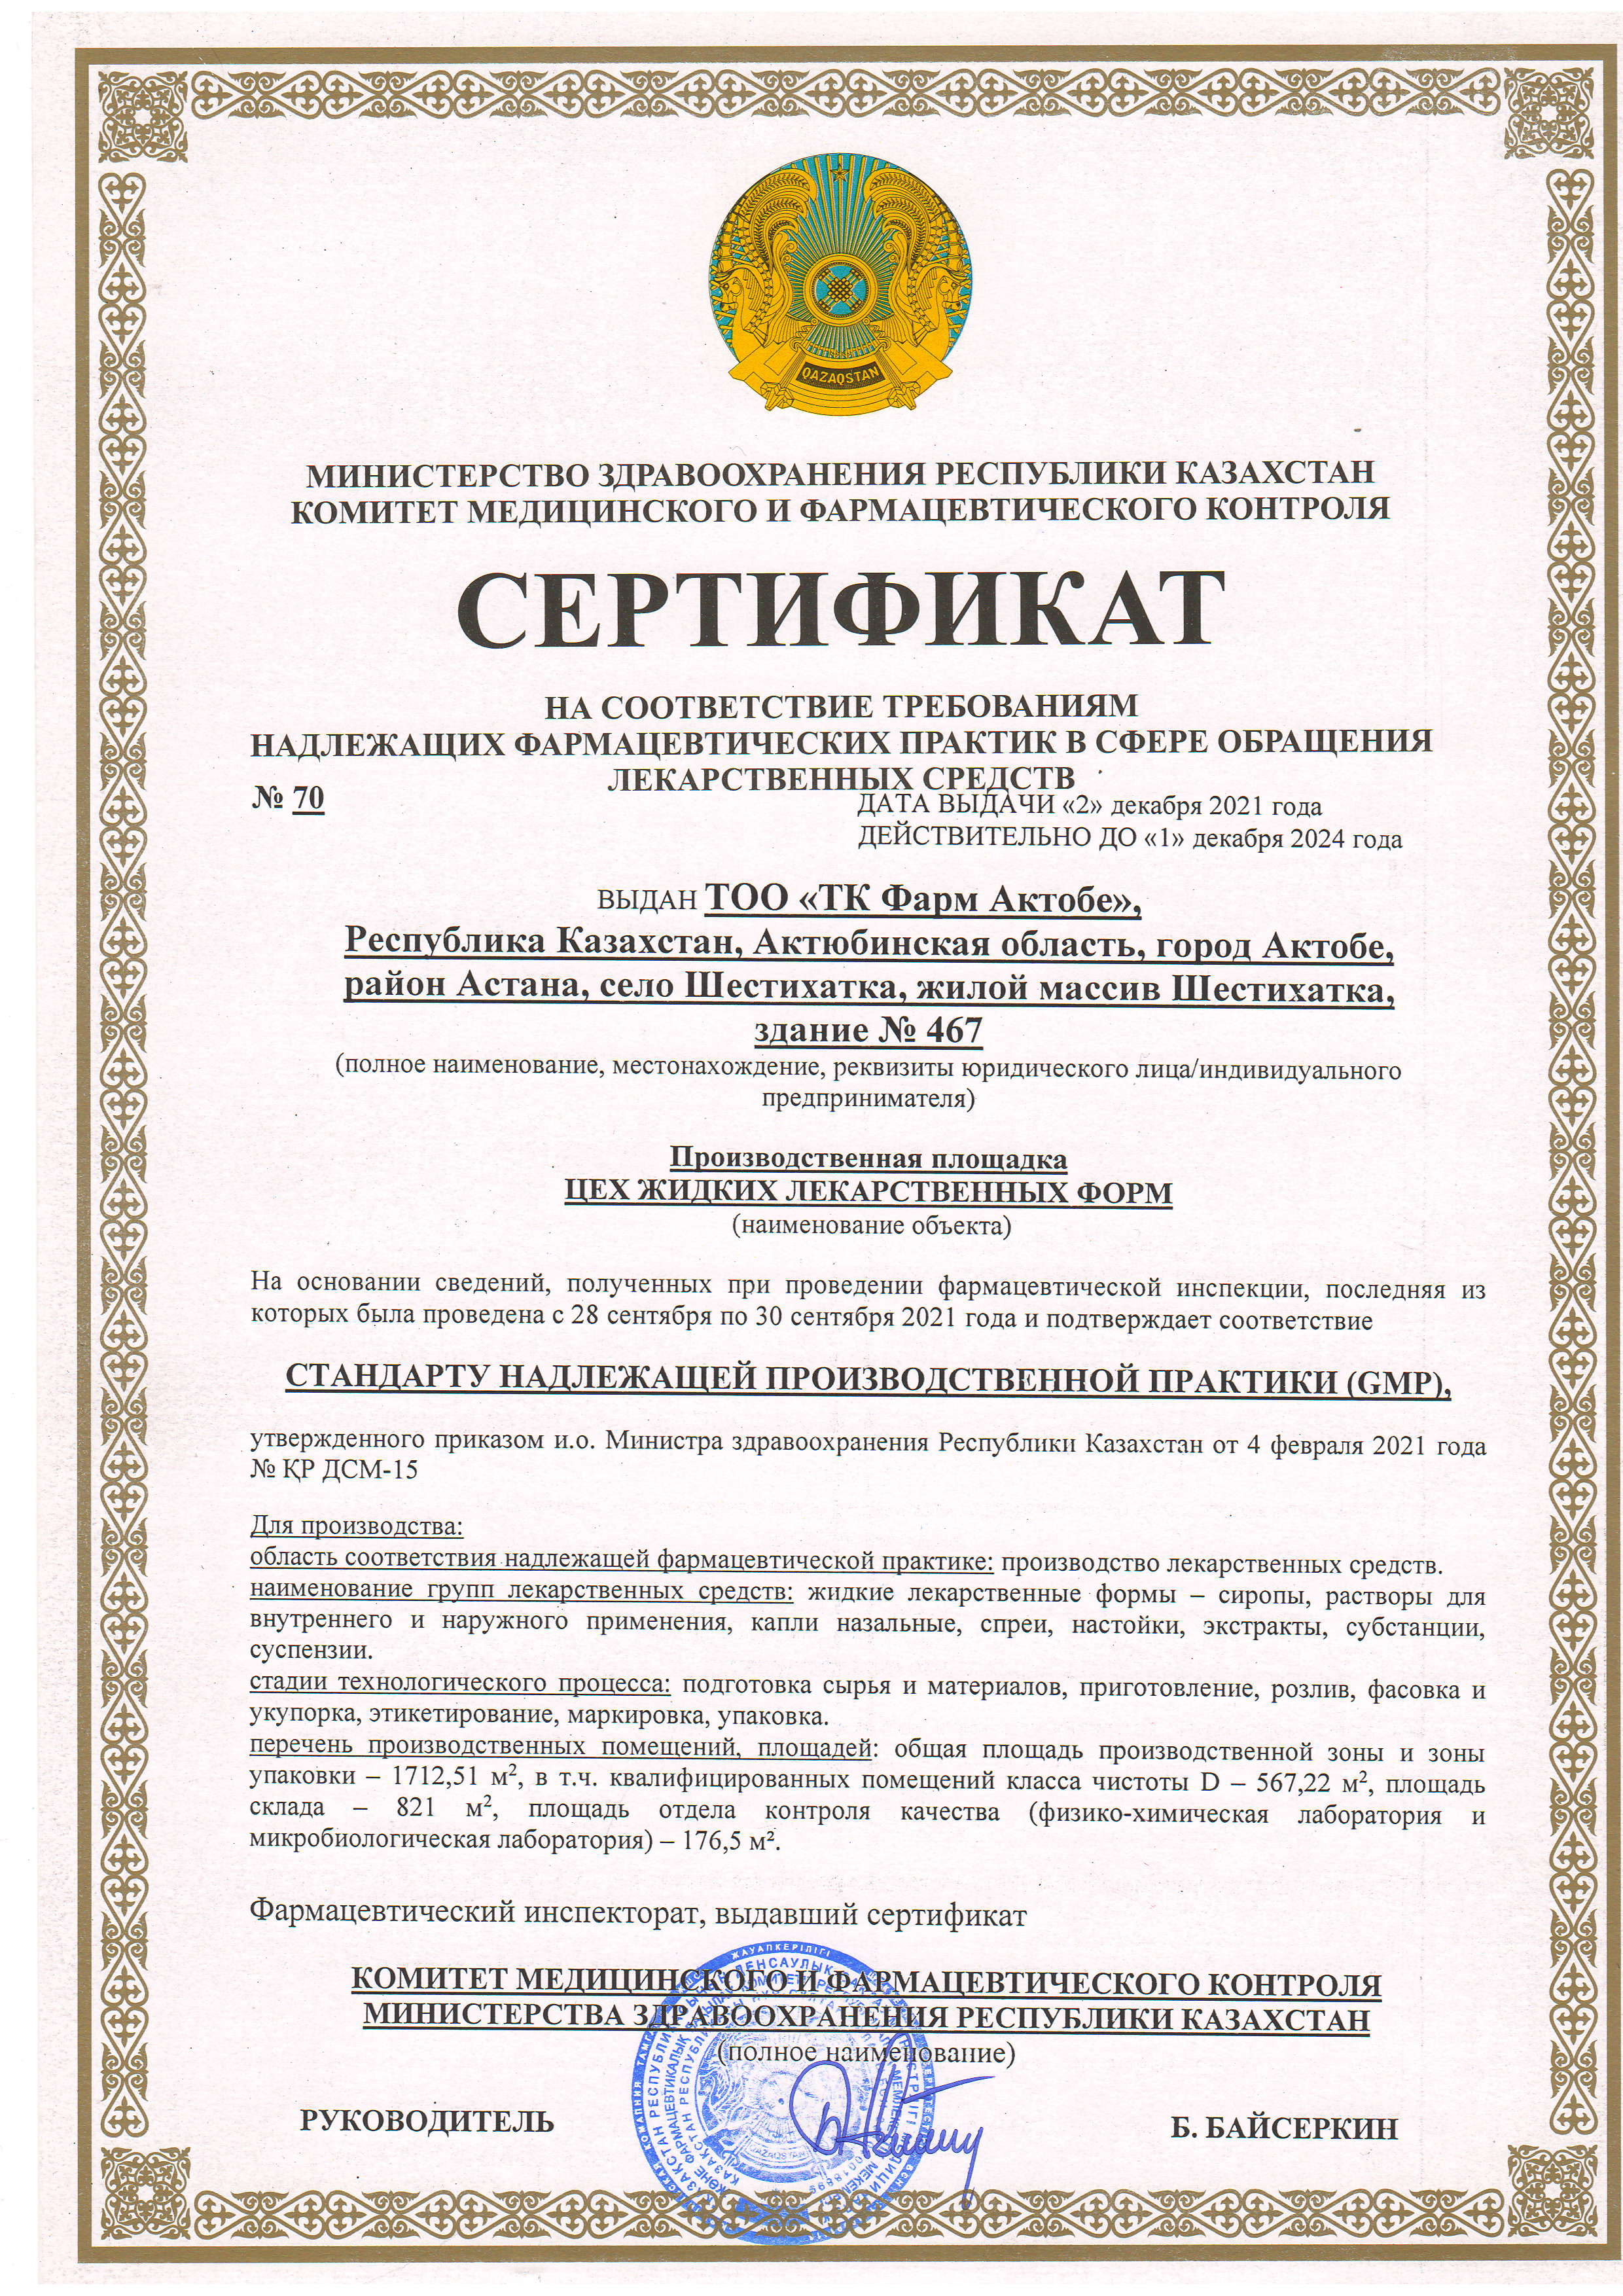 QAZAQSTAN
МИНИСТЕРСТВО ЗДРАВООХРАНЕНИЯ РЕСПУБЛИКИ КАЗАХСТАН
КОМИТЕТ МЕДИЦИНСКОГО И ФАРМАЦЕВТИЧЕСКОГО КОНТРОЛЯ
СЕРТИФИКАТ
НА СООТВЕТСТВИЕ ТРЕБОВАНИЯМ
НАДЛЕЖАЩИХ ФАРМАЦЕВТИЧЕСКИХ ПРАКТИК В СФЕРЕ ОБРАЩЕНИЯ
ЛЕКАРСТВЕННЫХ СРЕДСТВ
№ 70
ДАТА ВЫДАЧИ «2» декабря 2021 года
ДЕЙСТВИТЕЛЬНО ДО «1» декабря 2024 года
ВЫДАН ТОО «ТК Фарм Актобе»,
Республика Казахстан, Актюбинская область, город Актобе,
район Астана, село Шестихатка, жилой массив Шестихатка,
здание № 467
(полное наименование, местонахождение, реквизиты юридического лица/индивидуального
предпринимателя)
Производственная площадка
ЦЕХ ЖИДКИХ ЛЕКАРСТВЕННЫХ ФОРМ
(наименование объекта)
На основании сведений, полученных при проведении фармацевтической инспекции, последняя из
которых была проведена с 28 сентября по 30 сентября 2021 года и подтверждает соответствие
СТАНДАРТУ НАДЛЕЖАЩЕЙ ПРОИЗВОДСТВЕННОЙ ПРАКТИКИ (GMP),
утвержденного приказом и.о. Министра здравоохранения Республики Казахстан от 4 февраля 2021 года
№ ҚР ДСМ-15
Для производства:
область соответствия надлежащей фармацевтической практике: производство лекарственных средств.
наименование групп лекарственных средств: жидкие лекарственные формы – сиропы, растворы для
внутреннего и наружного применения, капли назальные, спреи, настойки, экстракты, субстанции,
суспензии.
стадии технологического процесса: подготовка сырья и материалов, приготовление, розлив, фасовка и
укупорка, этикетирование, маркировка, упаковка.
перечень производственных помещений, площадей: общая площадь производственной зоны и зоны
упаковки – 1712,51 м², в т.ч. квалифицированных помещений класса чистоты D – 567,22 м², площадь
склада – 821 м², площадь отдела контроля качества (физико-химическая лаборатория и
микробиологическая лаборатория) – 176,5 м².
Фармацевтический инспекторат, выдавший сертификат
КОМИТЕТ МЕДИЦИНСКОГО И ФАРМАЦЕВТИЧЕСКОГО КОНТРОЛЯ
МИНИСТЕРСТВА ЗДРАВООХРАНЕНИЯ РЕСПУБЛИКИ КАЗАХСТАН
(полное наименование)
РУКОВОДИТЕЛЬ
Б. БАЙСЕРКИН